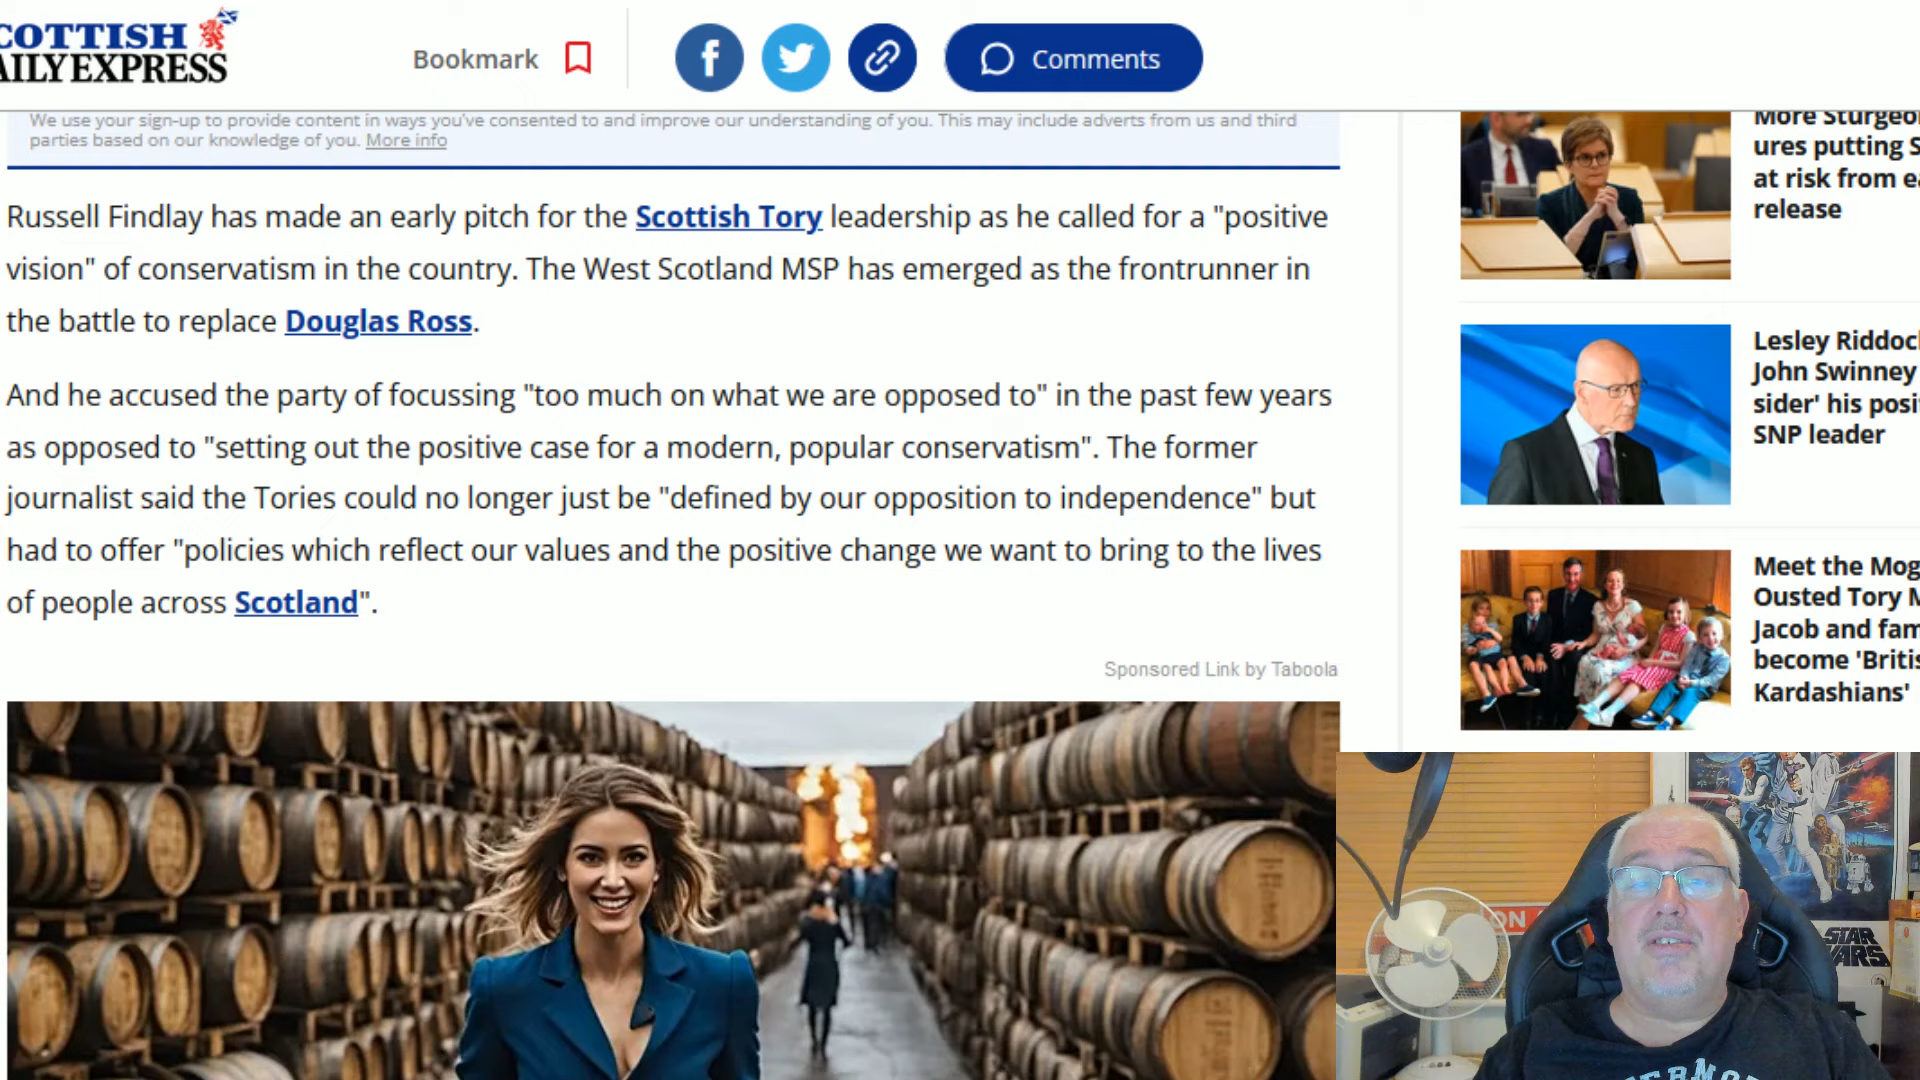 COTTISH
AILY EXPRESS
Bookmark
f
Comments
We use your sign-up to provide content in ways you've consented to and improve our understanding of you. This may include adverts from us and third
parties based on our knowledge of you. More info
Russell Findlay has made an early pitch for the Scottish Tory leadership as he called for a "positive
vision" of conservatism in the country. The West Scotland MSP has emerged as the frontrunner in
the battle to replace Douglas Ross.
And he accused the party of focussing "too much on what we are opposed to" in the past few years
as opposed to "setting out the positive case for a modern, popular conservatism". The former
journalist said the Tories could no longer just be "defined by our opposition to independence" but
had to offer "policies which reflect our values and the positive change we want to bring to the lives
of people across Scotland".
Sponsored Link by Taboola
More Sturgeo
ures putting S
at risk from ea
release
Lesley Riddoc
John Swinney
sider' his posi
SNP leader
Meet the Mog
Ousted Tory M
Jacob and fam
become 'Britis
Kardashians'
ON
STAR
WARS
ERMO